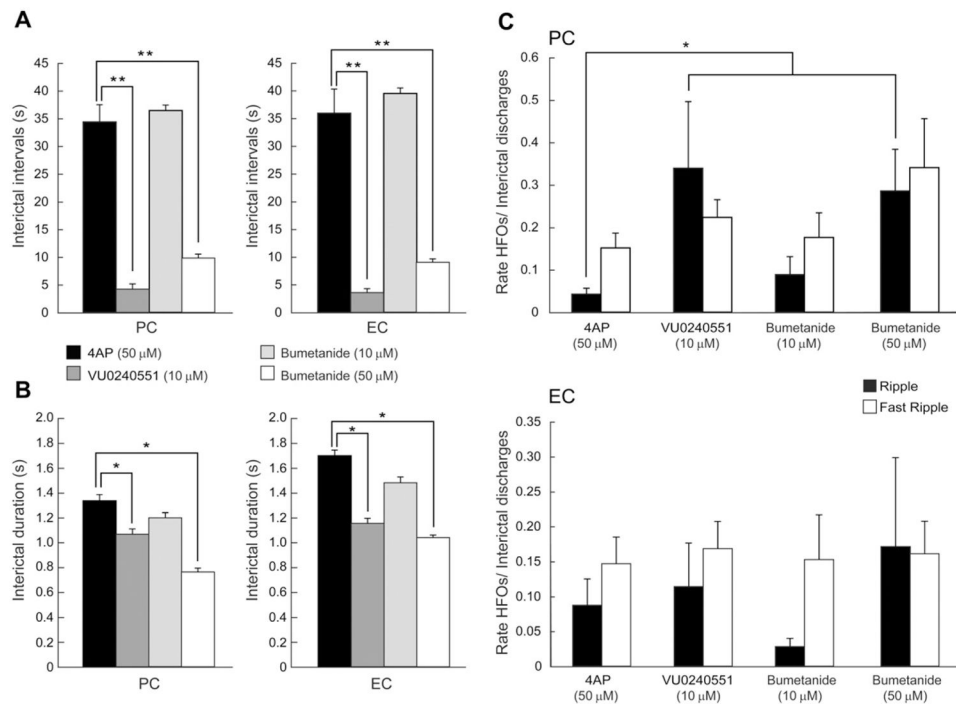 A
**
**
Interictal intervals (s)
45
40
35
30
25
20
15
10
5
0
PC
**
**
Interictal intervals (s)
45
40
35
30
25
20
15
10
5
0
EC
4AP (50 μM)
VU0240551 (10 μM)
Bumetanide (10 μM)
Bumetanide (50 μM)
B
*
*
Interictal duration (s)
2.0
1.8
1.6
1.4
1.2
1.0
0.8
0.6
0.4
0.2
0
PC
*
*
Interictal duration (s)
2.0
1.8
1.6
1.4
1.2
1.0
0.8
0.6
0.4
0.2
0
EC
C
PC
*
Rate HFOs/ Interictal discharges
0.6
0.5
0.4
0.3
0.2
0.1
0
4AP
(50 μM)
VU0240551
(10 μM)
Bumetanide
(10 μM)
Bumetanide
(50 μM)
Ripple
Fast Ripple
EC
Rate HFOs/ Interictal discharges
0.35
0.30
0.25
0.20
0.15
0.10
0.05
0
4AP
(50 μM)
VU0240551
(10 μM)
Bumetanide
(10 μM)
Bumetanide
(50 μM)